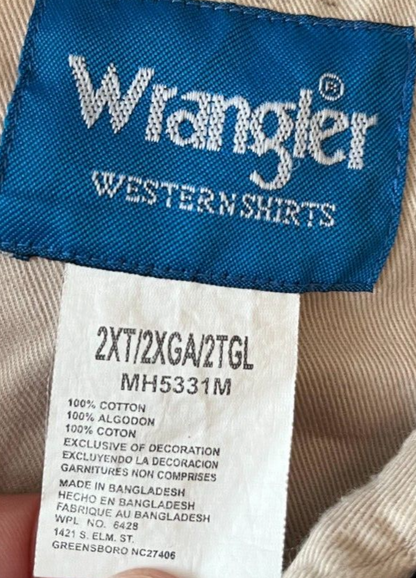 Wrangler®
WESTERN SHIRTS
2XT/2XGA/2TGL
MH5331M
100% COTTON
100% ALGODON
100% COTON
EXCLUSIVE OF DECORATION
EXCLUYENDO LA DECORACION
GARNITURES NON COMPRISES
MADE IN BANGLADESH
HECHO EN BANGLADESH
FABRIQUE AU BANGLADESH
WPL NO. 6428
1421 S. ELM. ST.
GREENSBORO NC27406